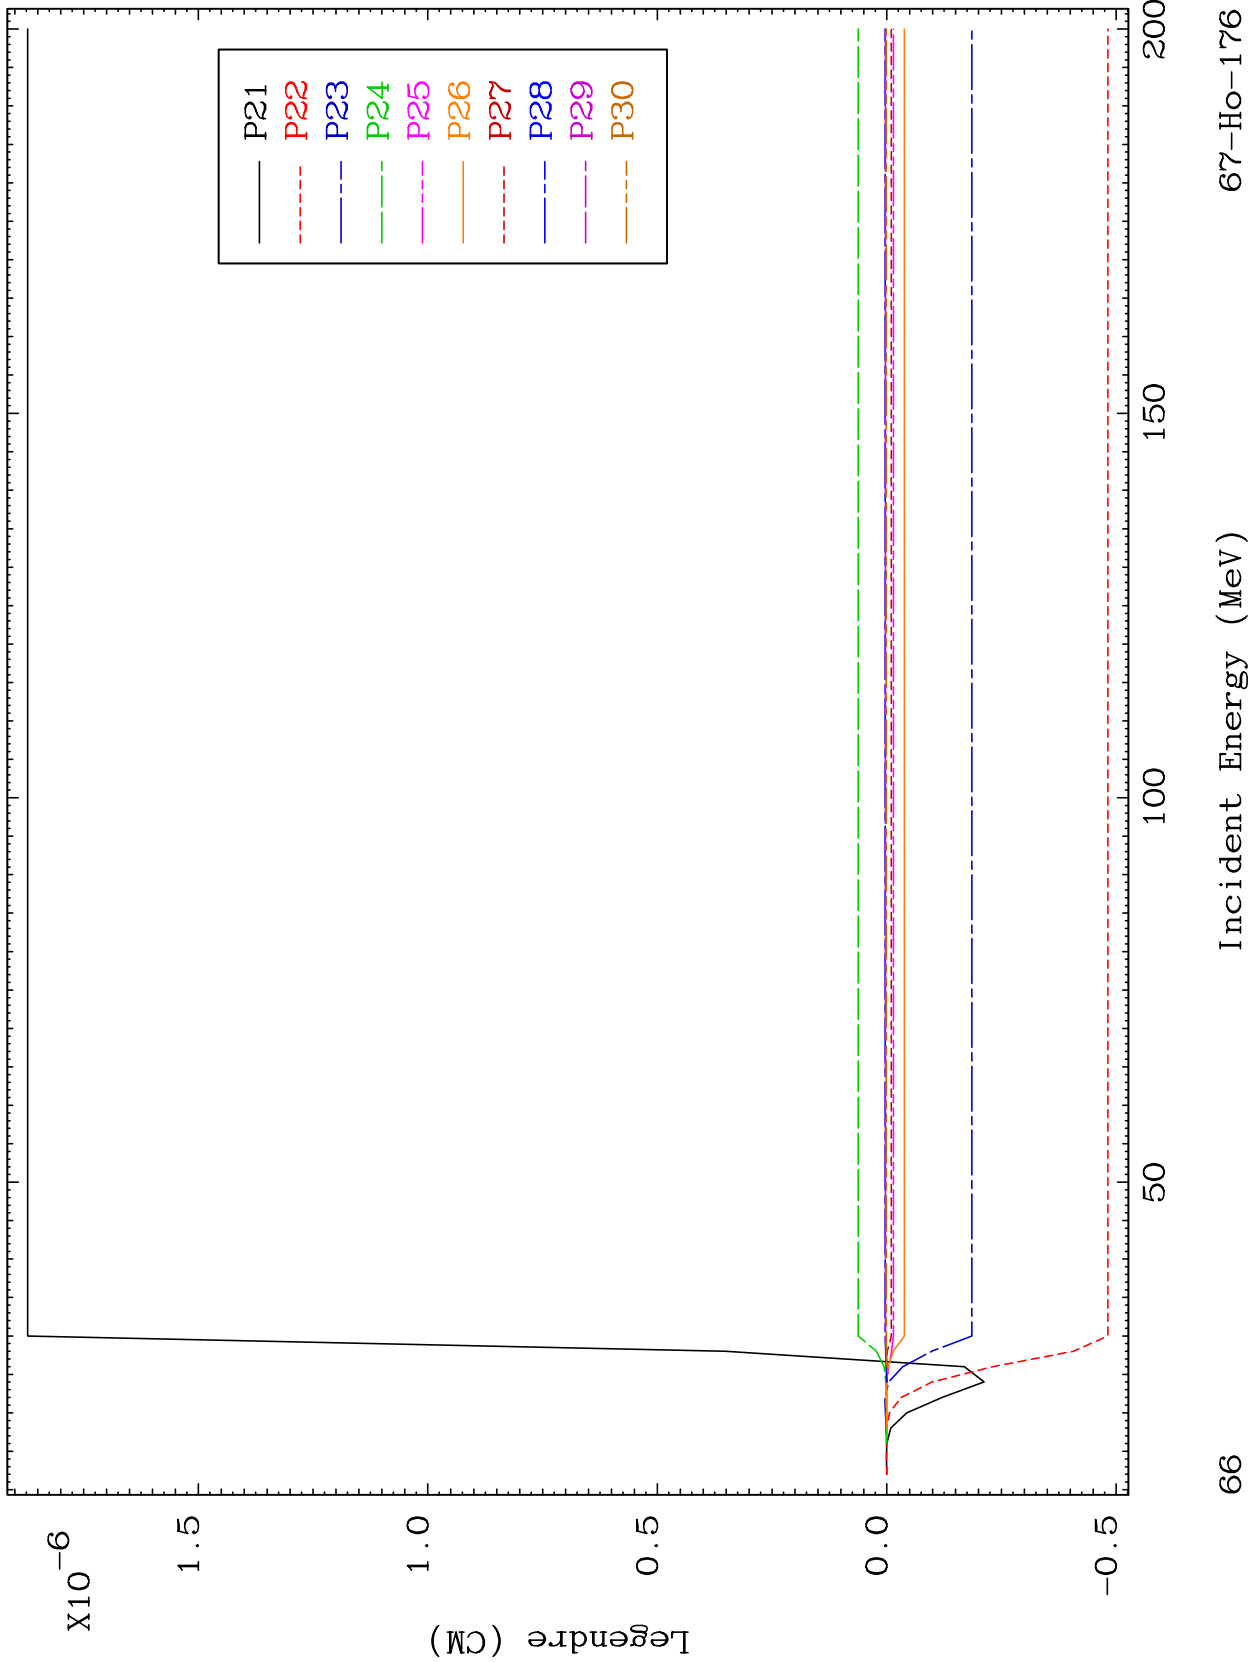 X10−6
1.5
1.0
0.5
0.0
−0.5
Legendre (CM)
P21
P22
P23
P24
P25
P26
P27
P28
P29
P30
50
100
150
200
66
Incident Energy (MeV)
67−Ho−176